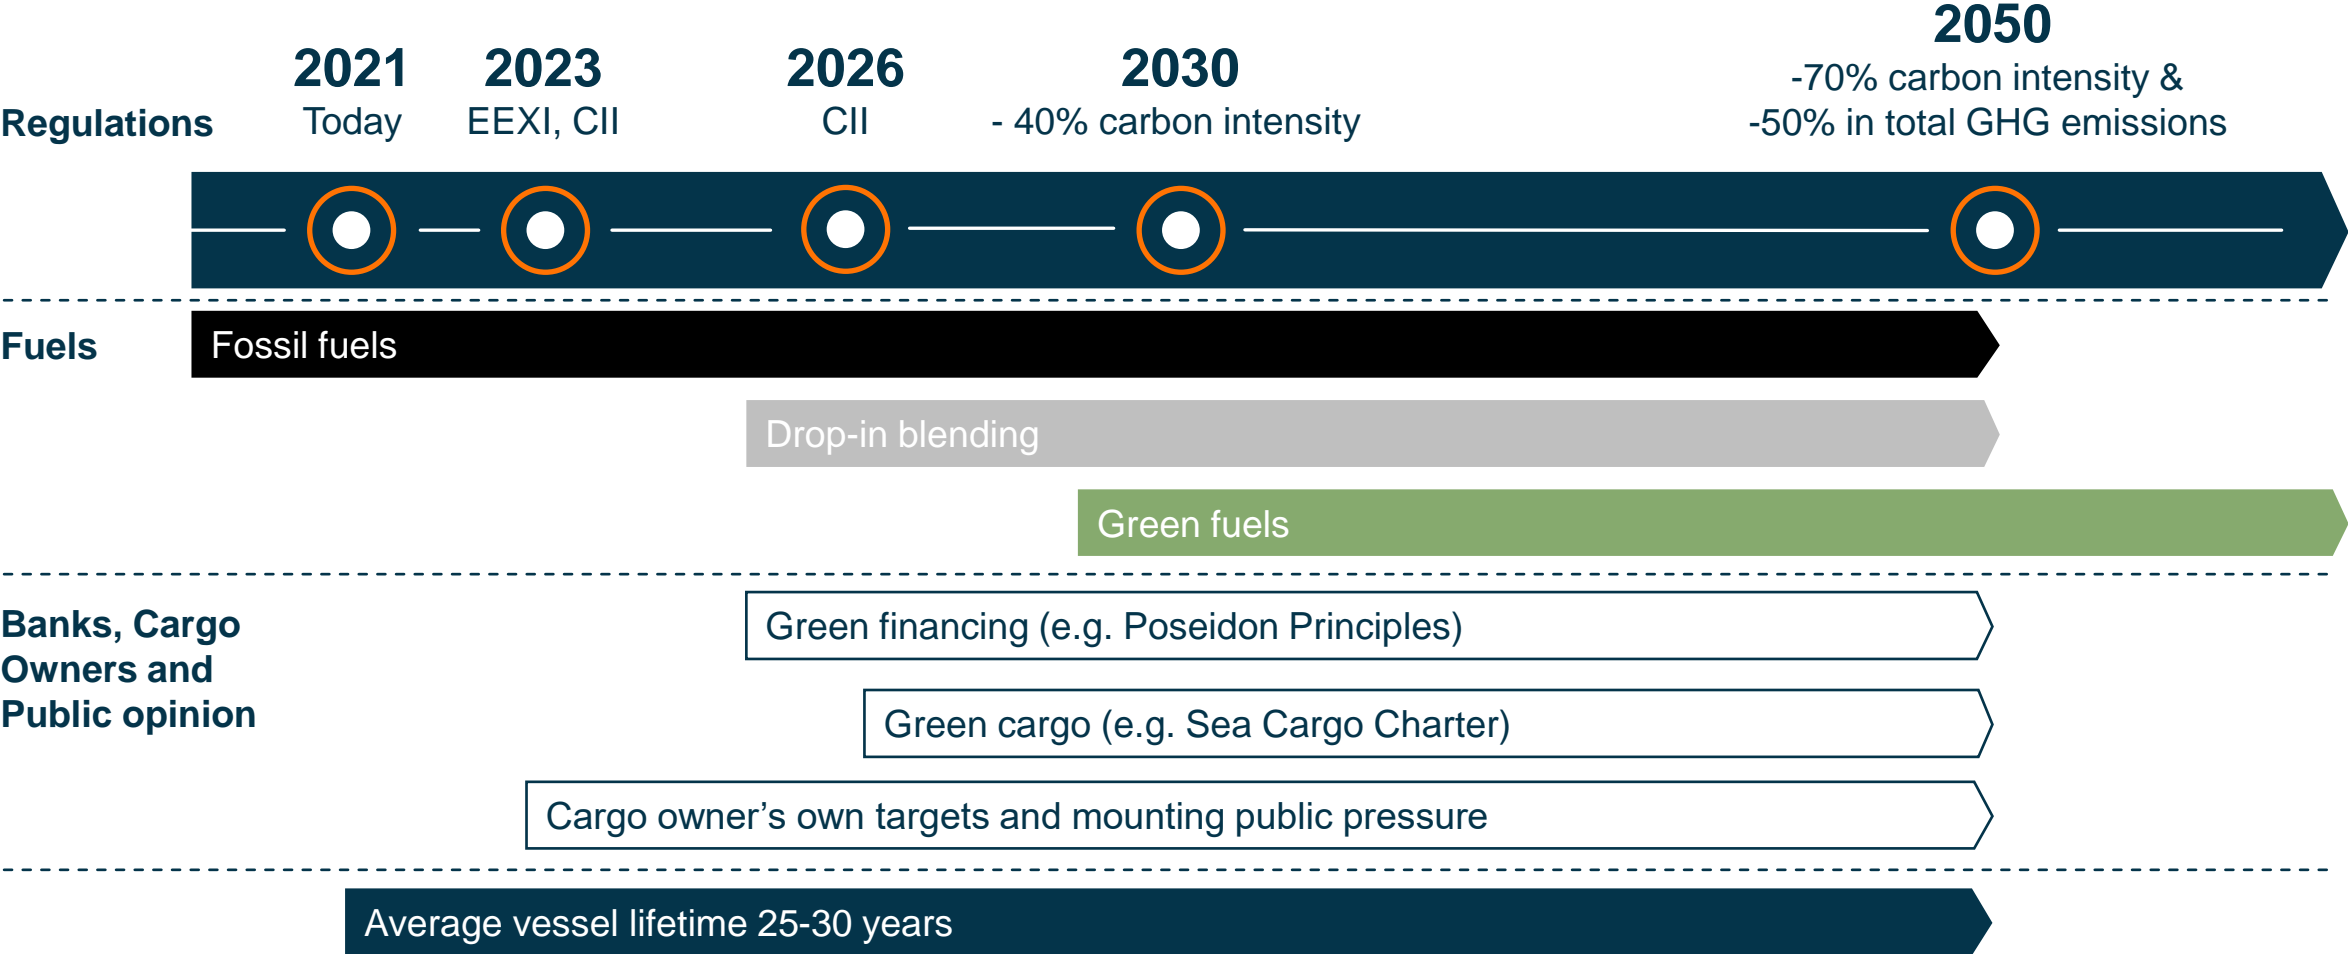 2021
2023
2026
2030
2050
Regulations
Today
EEXI, CII
CII
- 40% carbon intensity
-70% carbon intensity &
-50% in total GHG emissions
Fuels
Fossil fuels
Drop-in blending
Green fuels
Banks, Cargo
Owners and
Public opinion
Green financing (e.g. Poseidon Principles)
Green cargo (e.g. Sea Cargo Charter)
Cargo owner’s own targets and mounting public pressure
Average vessel lifetime 25-30 years